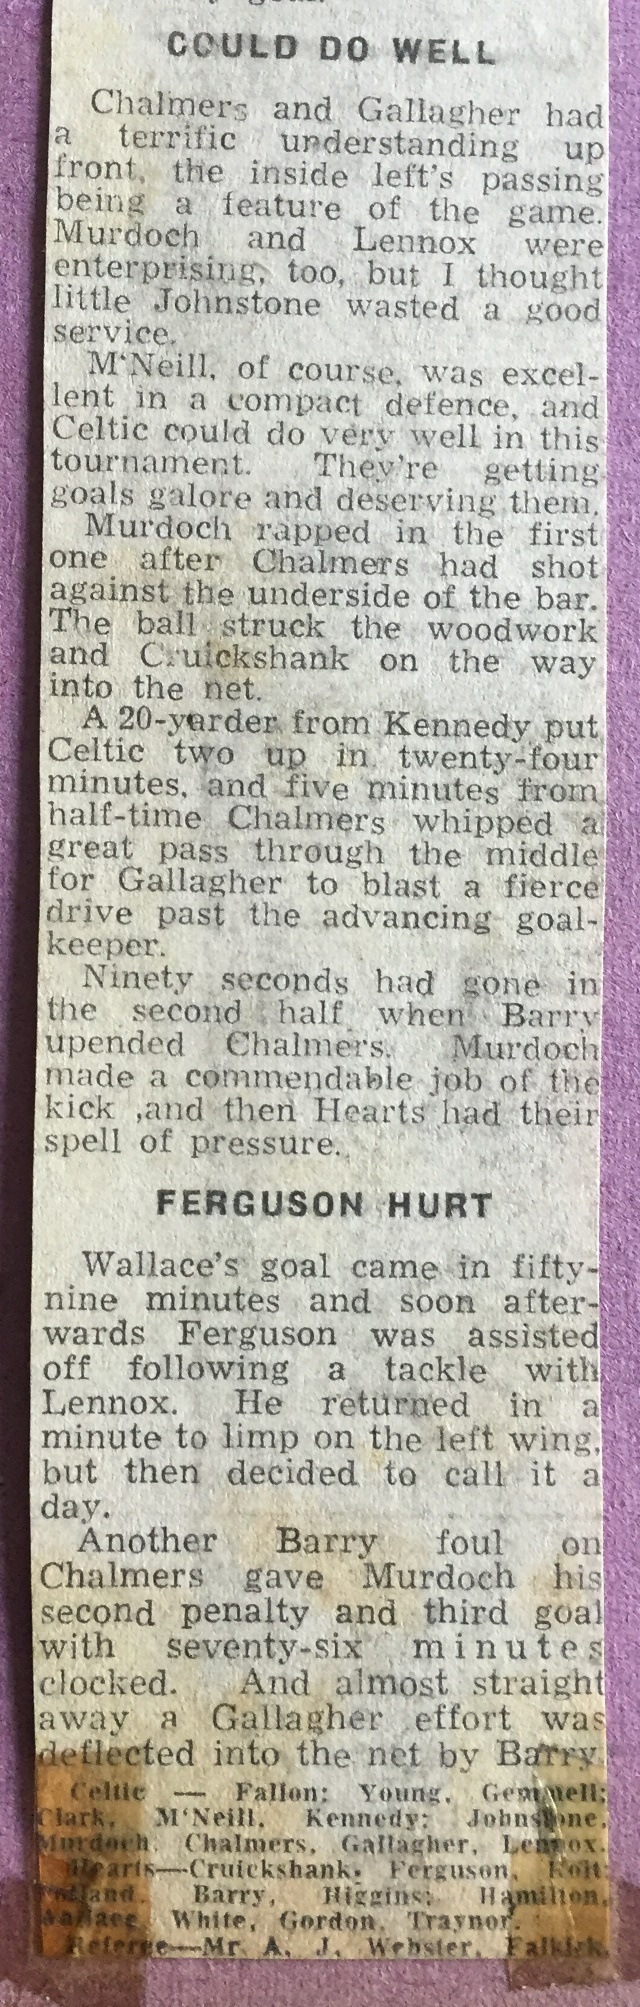 COULD DO WELL
Chalmers and Gallagher had
a terrific understanding up
front, the inside left's passing
being a feature of the game.
Murdoch and Lennox were
enterprising, too, but I thought
little Johnstone wasted a good
service.
M'Neill, of course, was excel-
lent in a compact defence, and
Celtic could do very well in this
tournament. They're getting
goals galore and deserving them.
Murdoch rapped in the first
one after Chalmers had shot
against the underside of the bar.
The ball struck the woodwork
and Cruickshank on the way
into the net.
A 20-yarder from Kennedy put
Celtic two up in twenty-four
minutes, and five minutes from
half-time Chalmers whipped a
great pass through the middle
for Gallagher to blast a fierce
drive past the advancing goal-
keeper.
Ninety seconds had gone in
the second half when Barry
upended Chalmers. Murdoch
made a commendable job of the
kick ,and then Hearts had their
spell of pressure.
FERGUSON HURT
Wallace's goal came in fifty-
nine minutes and soon after-
wards Ferguson was assisted
off following a tackle with
Lennox. He returned in a
minute to limp on the left wing,
but then decided to call it a
day.
Another Barry foul on
Chalmers gave Murdoch his
second penalty and third goal
with seventy-six minutes
clocked. And almost straight
away a Gallagher effort was
deflected into the net by Barry.
Celtic — Fallon; Young, Gemmell;
Clark, M'Neill, Kennedy; Johnstone,
Murdoch, Chalmers, Gallagher, Lennox.
Hearts—Cruickshank; Ferguson, Holt;
Barry, Higgins; Hamilton,
Wallace, White, Gordon, Traynor.
Referee—Mr. A. J. Webster, Falkirk.